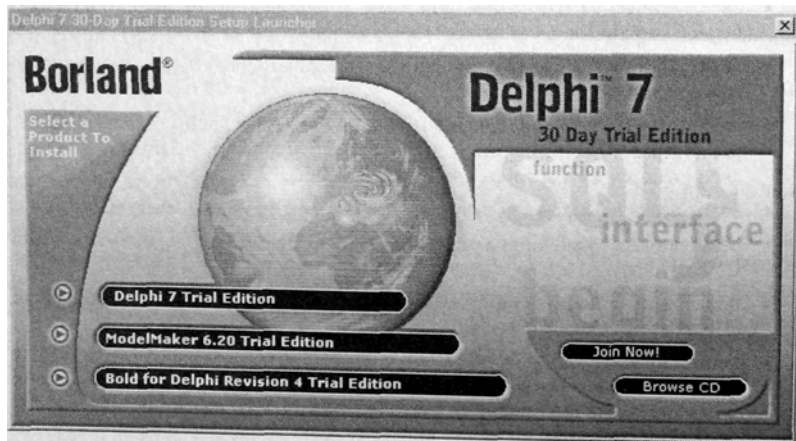 Delphi 7 30-Day Trial Edition Setup Launcher
Borland®
Delphi™ 7
30 Day Trial Edition
Select a
Product To
Install
function
sql
interface
begin
Delphi 7 Trial Edition
ModelMaker 6.20 Trial Edition
Bold for Delphi Revision 4 Trial Edition
Join Now!
Browse CD